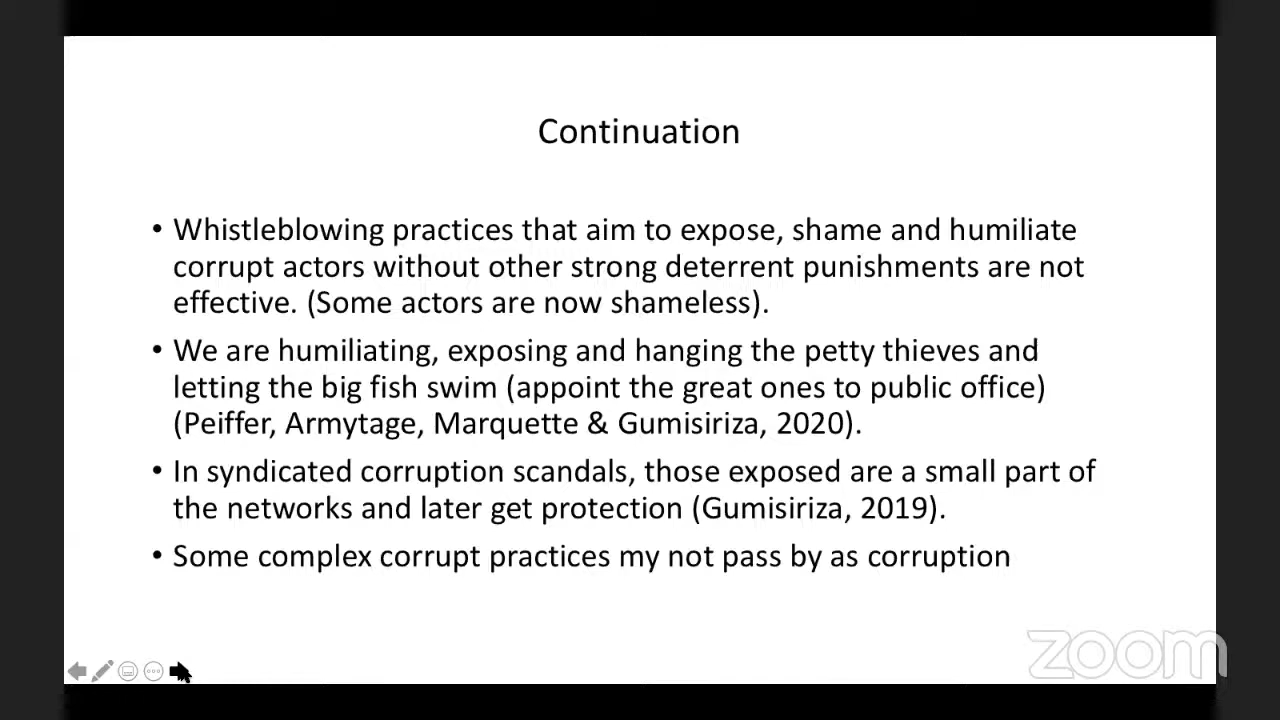 Continuation
• Whistleblowing practices that aim to expose, shame and humiliate
corrupt actors without other strong deterrent punishments are not
effective. (Some actors are now shameless).
• We are humiliating, exposing and hanging the petty thieves and
letting the big fish swim (appoint the great ones to public office)
(Peiffer, Armytage, Marquette & Gumisiriza, 2020).
• In syndicated corruption scandals, those exposed are a small part of
the networks and later get protection (Gumisiriza, 2019).
• Some complex corrupt practices my not pass by as corruption
zoom